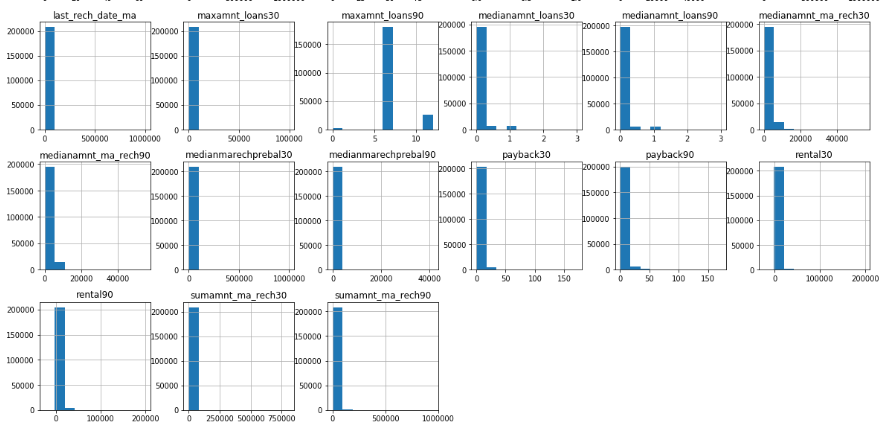 last_rech_date_ma maxamnt_loans30 maxamnt_loans90 medianamnt_loans30 medianamnt_loans90 medianamnt_ma_rech30
200000 200000 150000 200000 200000 200000
150000 150000 100000 150000 150000 150000
100000 100000 50000 100000 100000 100000
50000 50000 50000 50000 50000
0 0 0 0 0 0
0 500000 1000000 0 50000 100000 0 5 10 0 1 2 3 0 1 2 3 0 20000 40000
medianamnt_ma_rech90 medianmarechprebal30 medianmarechprebal90 payback30 payback90 rental30
200000 200000 200000 200000 200000 200000
150000 150000 150000 150000 150000 150000
100000 100000 100000 100000 100000 100000
50000 50000 50000 50000 50000 50000
0 0 0 0 0 0
0 20000 40000 0 500000 1000000 0 20000 40000 0 50 100 150 0 50 100 150 0 100000 200000
rental90 sumamnt_ma_rech30 sumamnt_ma_rech90
200000 200000 200000
150000 150000 150000
100000 100000 100000
50000 50000 50000
0 0 0
0 100000 200000 0 250000 500000 750000 0 500000 1000000